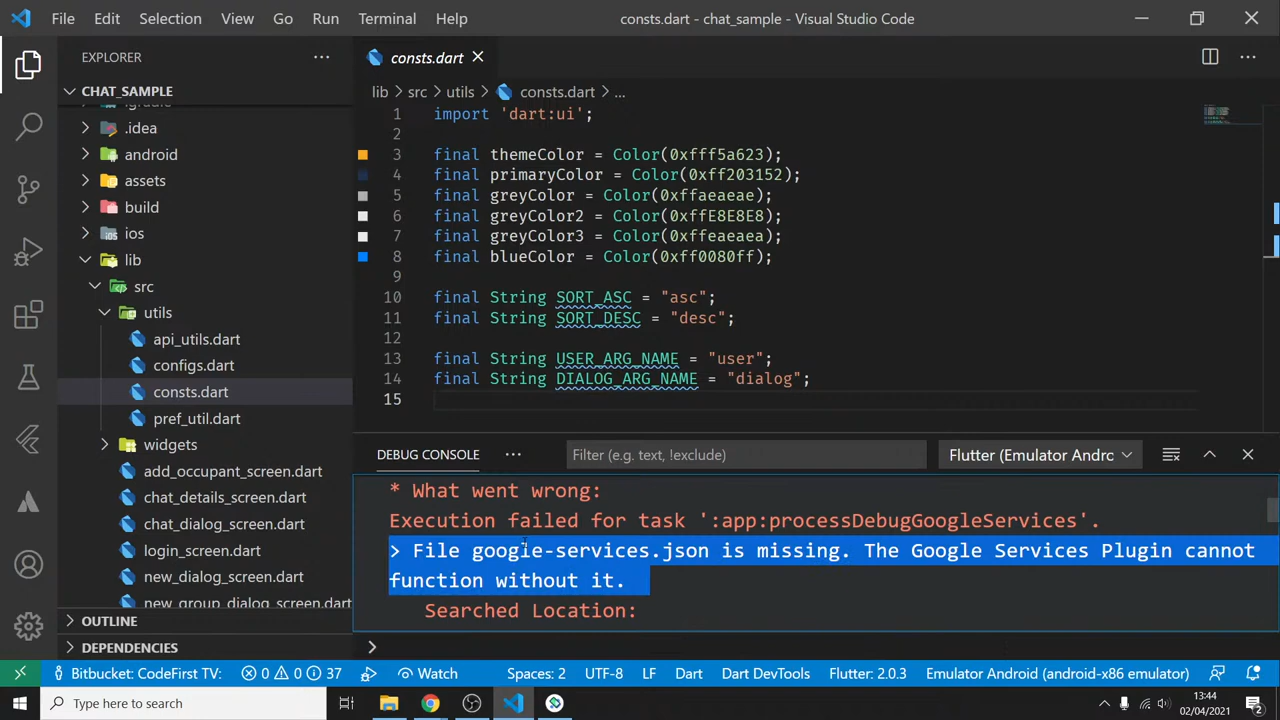 File Edit Selection View Go Run Terminal Help
consts.dart - chat_sample - Visual Studio Code
EXPLORER
CHAT_SAMPLE
.idea
android
assets
build
ios
lib
src
utils
api_utils.dart
configs.dart
consts.dart
pref_util.dart
widgets
add_occupant_screen.dart
chat_details_screen.dart
chat_dialog_screen.dart
login_screen.dart
new_dialog_screen.dart
new_group_dialog_screen.dart
OUTLINE
DEPENDENCIES
consts.dart
lib > src > utils > consts.dart > ...
1 import 'dart:ui';
2
3 final themeColor = Color(0xfff5a623);
4 final primaryColor = Color(0xff203152);
5 final greyColor = Color(0xffaeaeae);
6 final greyColor2 = Color(0xffE8E8E8);
7 final greyColor3 = Color(0xffeaeaea);
8 final blueColor = Color(0xff0080ff);
9
10 final String SORT_ASC = "asc";
11 final String SORT_DESC = "desc";
12
13 final String USER_ARG_NAME = "user";
14 final String DIALOG_ARG_NAME = "dialog";
15
DEBUG CONSOLE
Filter (e.g. text, !exclude)
Flutter (Emulator Andrc
* What went wrong:
Execution failed for task ':app:processDebugGoogleServices'.
> File google-services.json is missing. The Google Services Plugin cannot
function without it.
Searched Location:
>
Bitbucket: CodeFirst TV: 0 0 37 Watch Spaces: 2 UTF-8 LF Dart Dart DevTools Flutter: 2.0.3 Emulator Android (android-x86 emulator)
Type here to search
13:44
02/04/2021
2